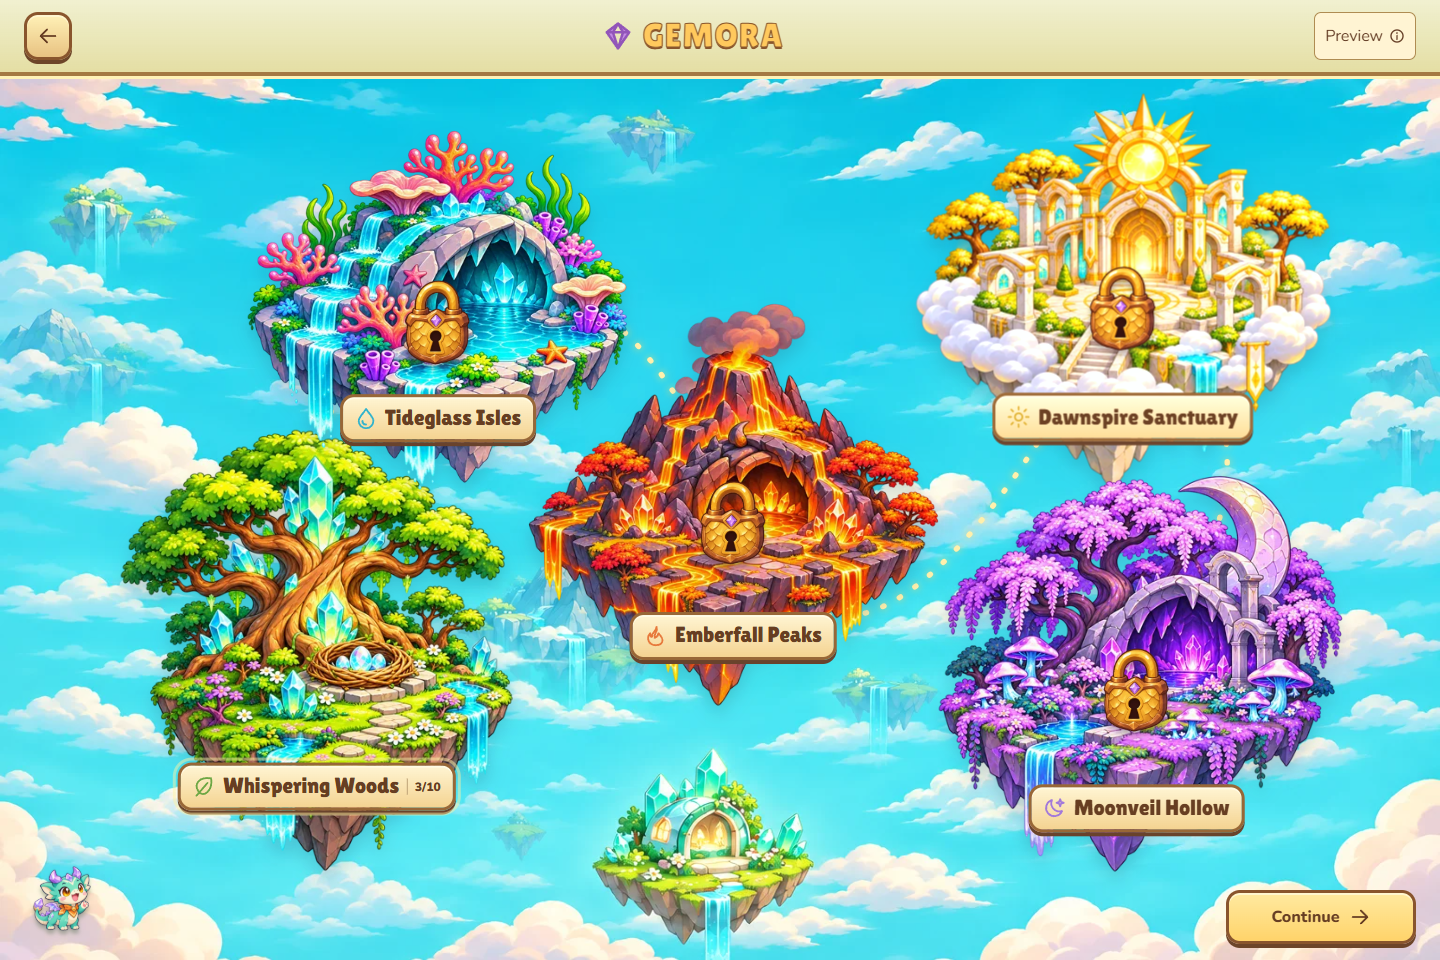 GEMORA
Preview
Tideglass Isles
Dawnspire Sanctuary
Emberfall Peaks
Whispering Woods 3/10
Moonveil Hollow
Continue